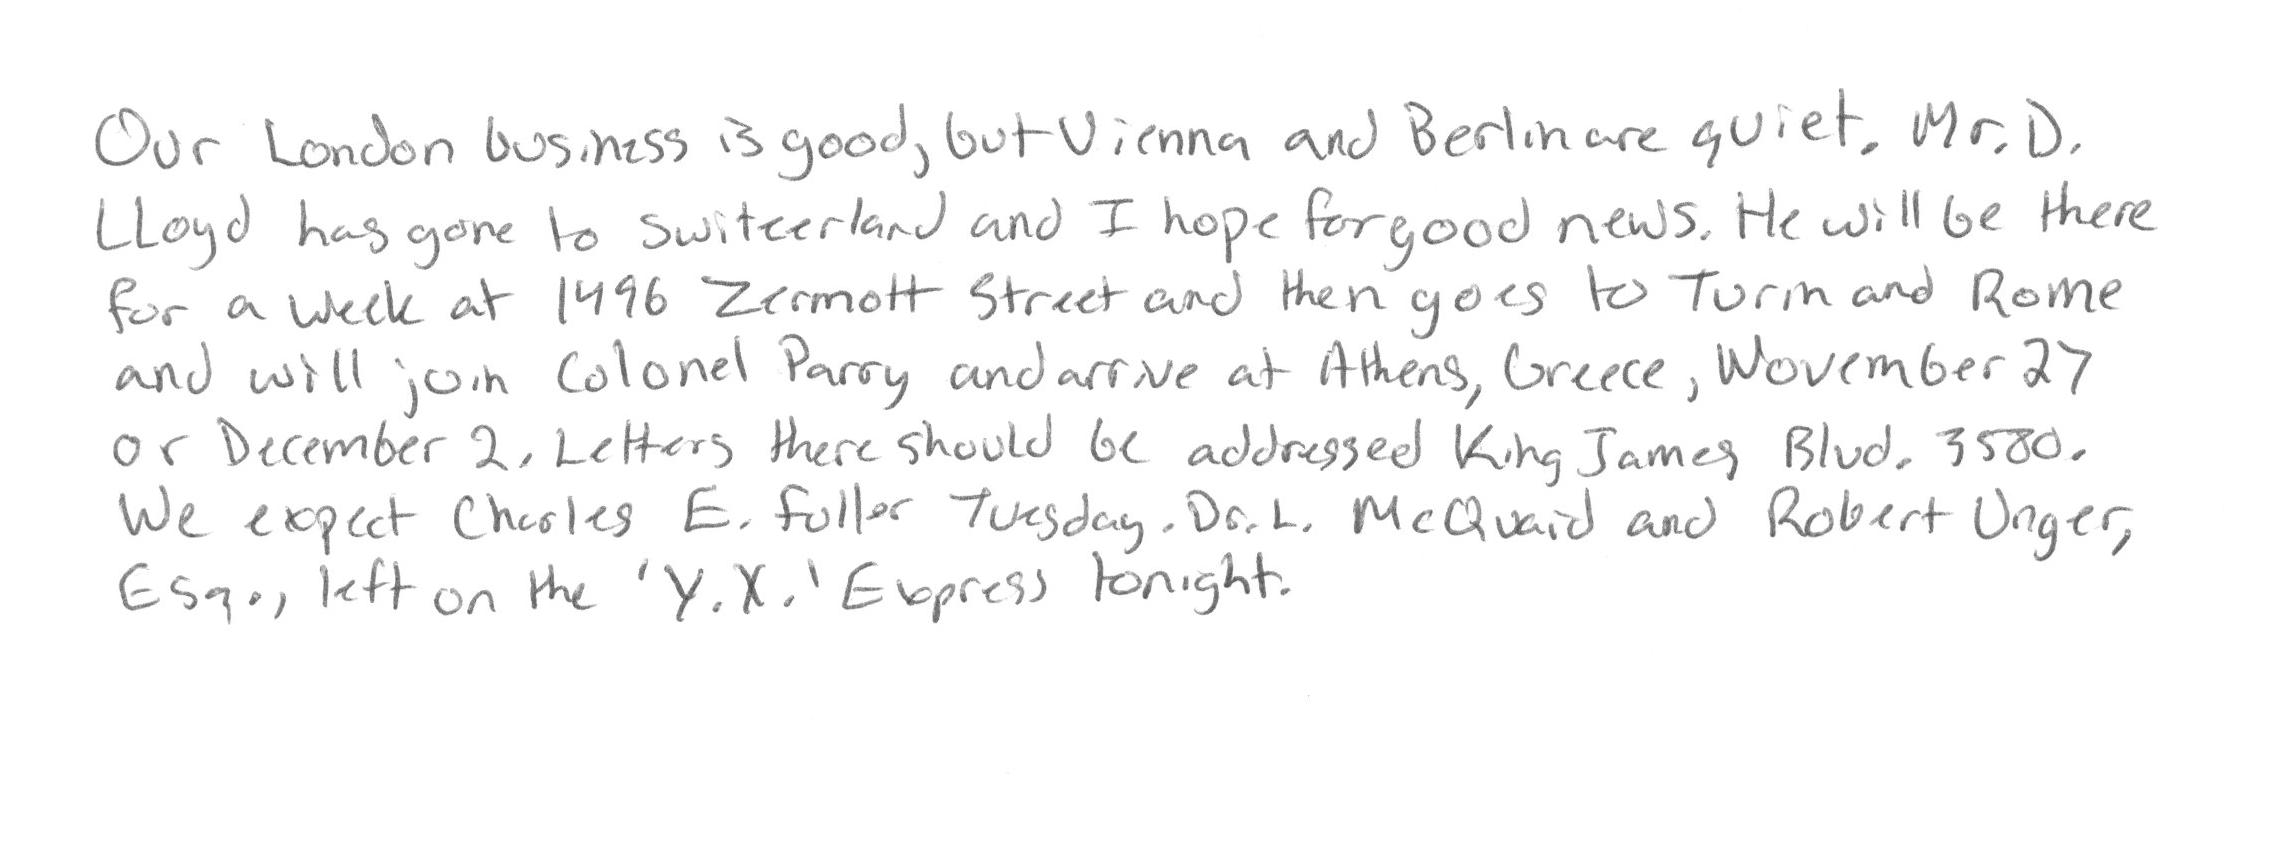 Our London business is good, but Vienna and Berlin are quiet. Mr. D.
LLoyd has gone to switzerland and I hope for good news. He will be there
for a week at 1496 Zermott Street and then goes to Turin and Rome
and will join Colonel Parry and arrive at Athens, Greece, Wovember 27
or December 2. Letters there should be addressed King James Blvd. 3580.
We expect Charles E. Fuller Tuesday. Dr. L. McQuaid and Robert Unger,
Esq., left on the 'Y.X.' Express tonight.